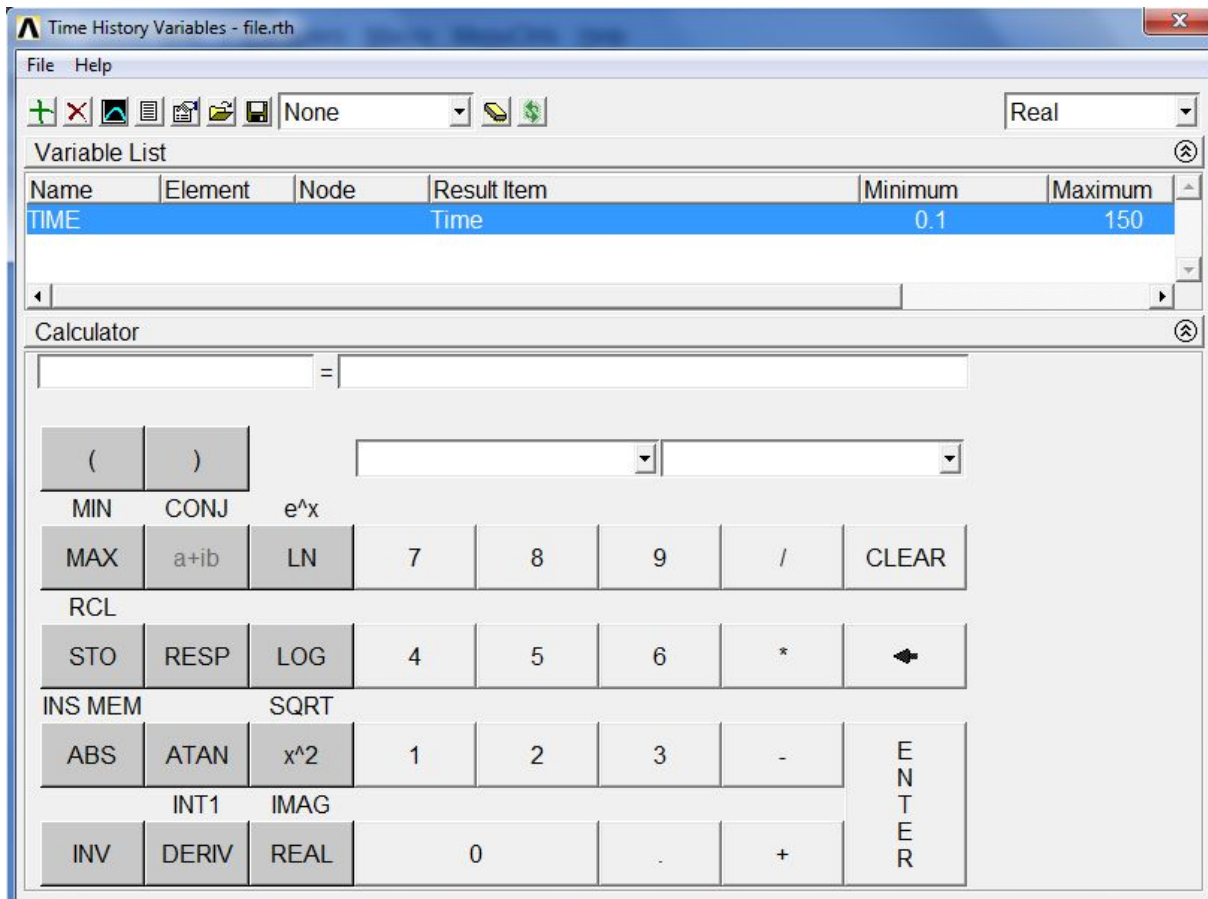 Time History Variables - file.rth
File Help
None Real
Variable List
Name Element Node Result Item Minimum Maximum
TIME Time 0.1 150
Calculator
=
( )
MIN CONJ e^x
MAX a+ib LN 7 8 9 / CLEAR
RCL
STO RESP LOG 4 5 6 *
INS MEM SQRT
ABS ATAN x^2 1 2 3 - ENTER
INT1 IMAG
INV DERIV REAL 0 . +